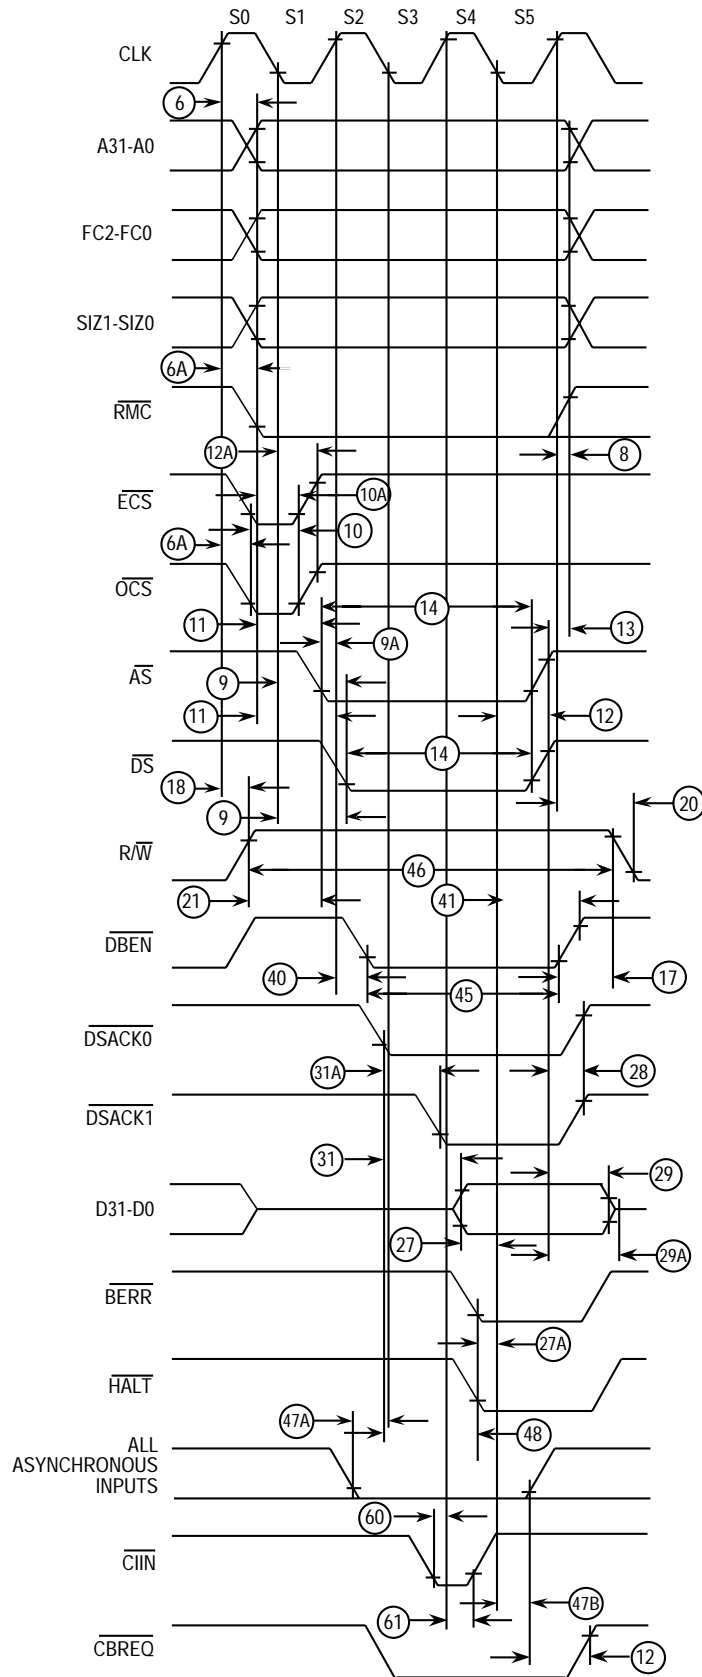 S0 S1 S2 S3 S4 S5
CLK
6
A31-A0
FC2-FC0
SIZ1-SIZ0
6A
RMC
12A
8
ECS
10A
10
6A
OCS
14
11
9A
13
AS
9
11
12
DS
14
18
20
9
R/W
46
21
41
DBEN
40
45
17
DSACK0
31A
28
DSACK1
31
29
D31-D0
27
29A
BERR
27A
HALT
47A
48
ALL
ASYNCHRONOUS
INPUTS
60
CIIN
47B
61
CBREQ
12